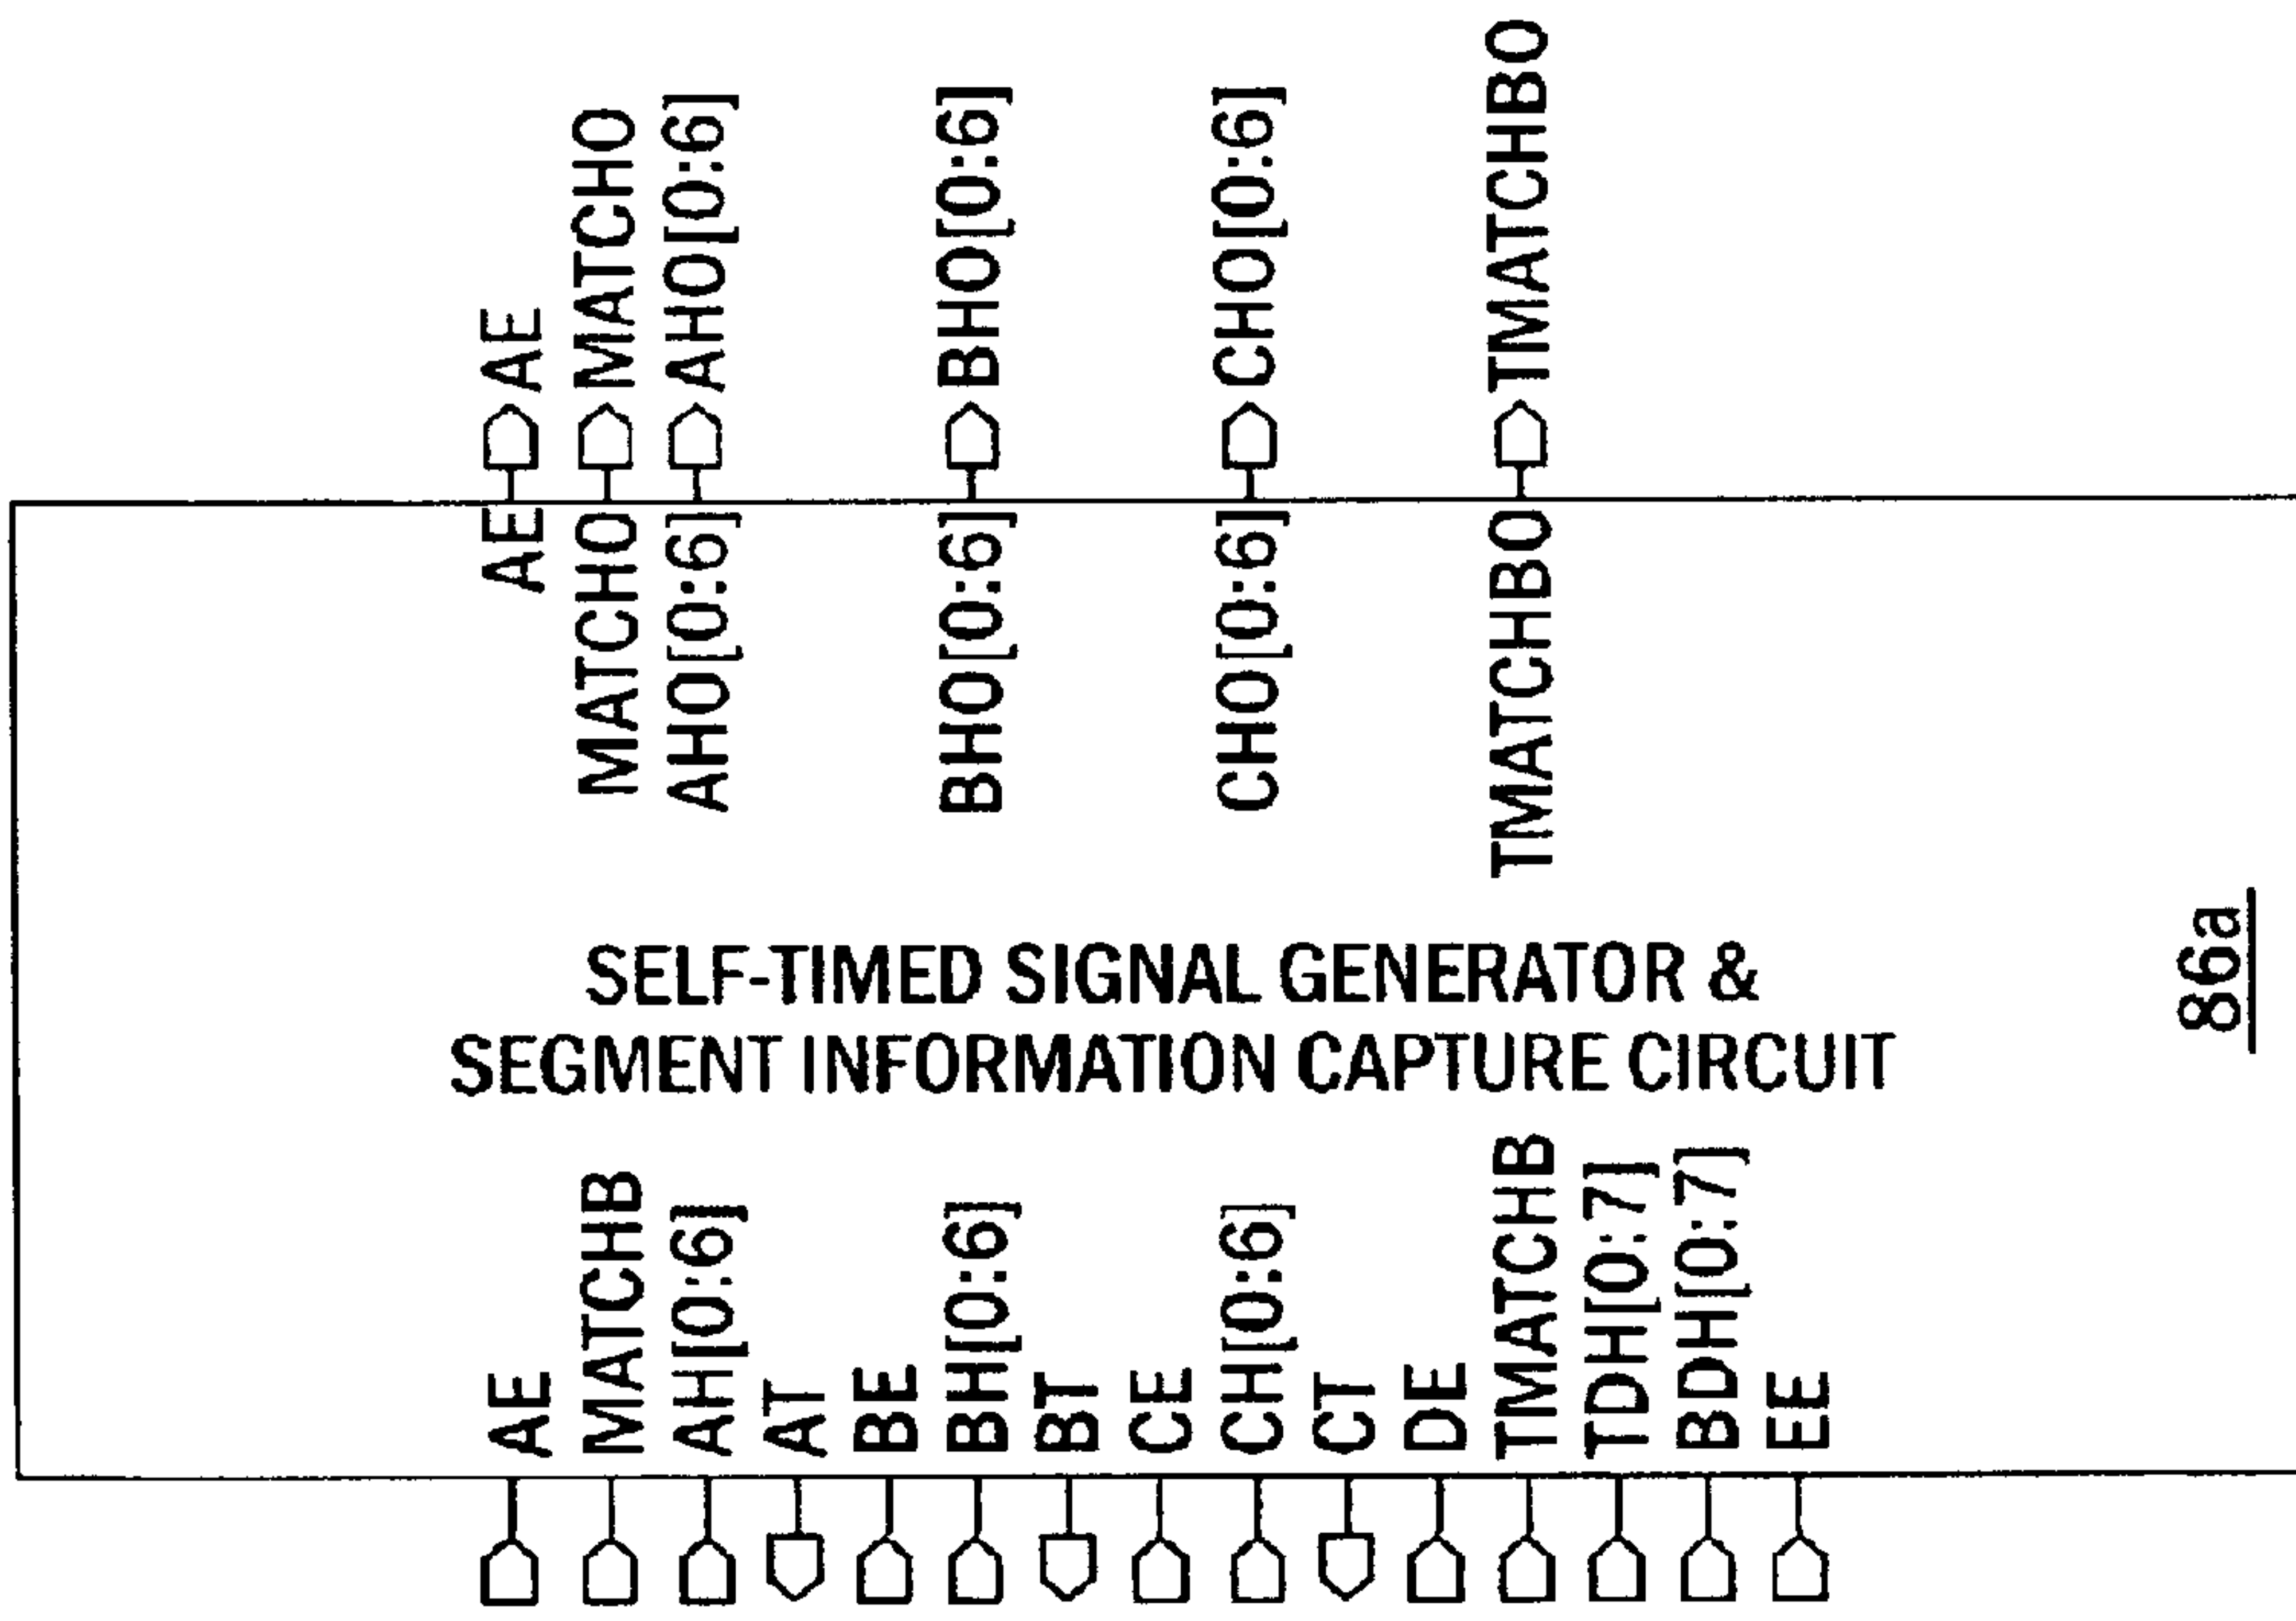 AE
MATCHO
AHO[0:6]
BHO[0:6]
CHO[0:6]
TMATCHBO
AE
MATCHO
AHO[0:6]
BHO[0:6]
CHO[0:6]
TMATCHBO
SELF-TIMED SIGNAL GENERATOR &
SEGMENT INFORMATION CAPTURE CIRCUIT
86a
AE
MATCHB
AH[0:6]
AT
BE
BH[0:6]
BT
CE
CH[0:6]
CT
DE
TMATCHB
TDH[0:7]
BDH[0:7]
EE